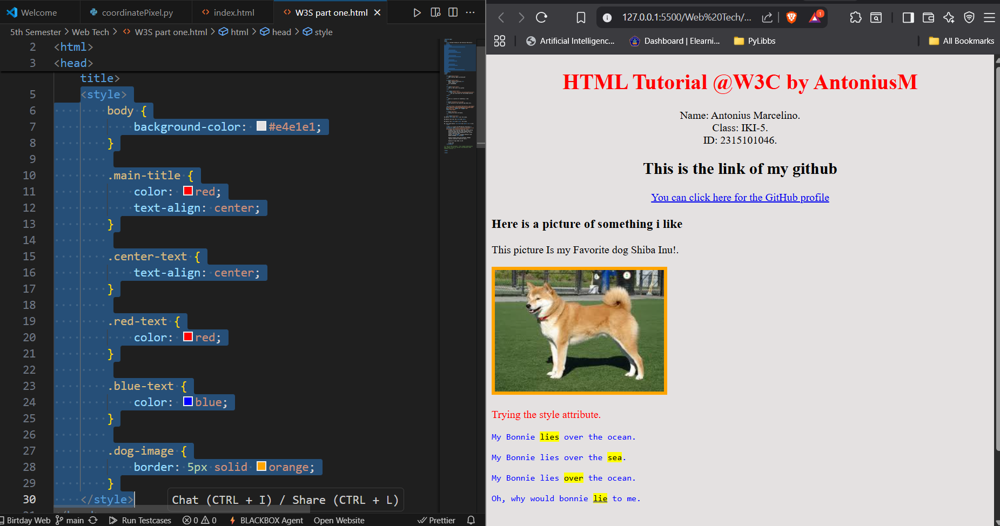 Welcome
coordinatePixel.py
index.html
W3S part one.html
5th Semester > Web Tech > W3S part one.html > html > head > style
2 <html>
3 <head>
title>
5 <style>
6 body {
7 background-color: #e4e1e1;
8 }
9
10 .main-title {
11 color: red;
12 text-align: center;
13 }
14
15 .center-text {
16 text-align: center;
17 }
18
19 .red-text {
20 color: red;
21 }
22
23 .blue-text {
24 color: blue;
25 }
26
27 .dog-image {
28 border: 5px solid orange;
29 }
30 </style>
Chat (CTRL + I) / Share (CTRL + L)
Birtday Web main Run Testcases 0 0 BLACKBOX Agent Open Website Prettier
127.0.0.1:5500/Web%20Tech/... 1
Artificial Intelligenc... Dashboard | Elearni... PyLibbs All Bookmarks
HTML Tutorial @W3C by AntoniusM
Name: Antonius Marcelino.
Class: IKI-5.
ID: 2315101046.
This is the link of my github
You can click here for the GitHub profile
Here is a picture of something i like
This picture Is my Favorite dog Shiba Inu!.
Trying the style attribute.
My Bonnie lies over the ocean.
My Bonnie lies over the sea.
My Bonnie lies over the ocean.
Oh, why would bonnie lie to me.